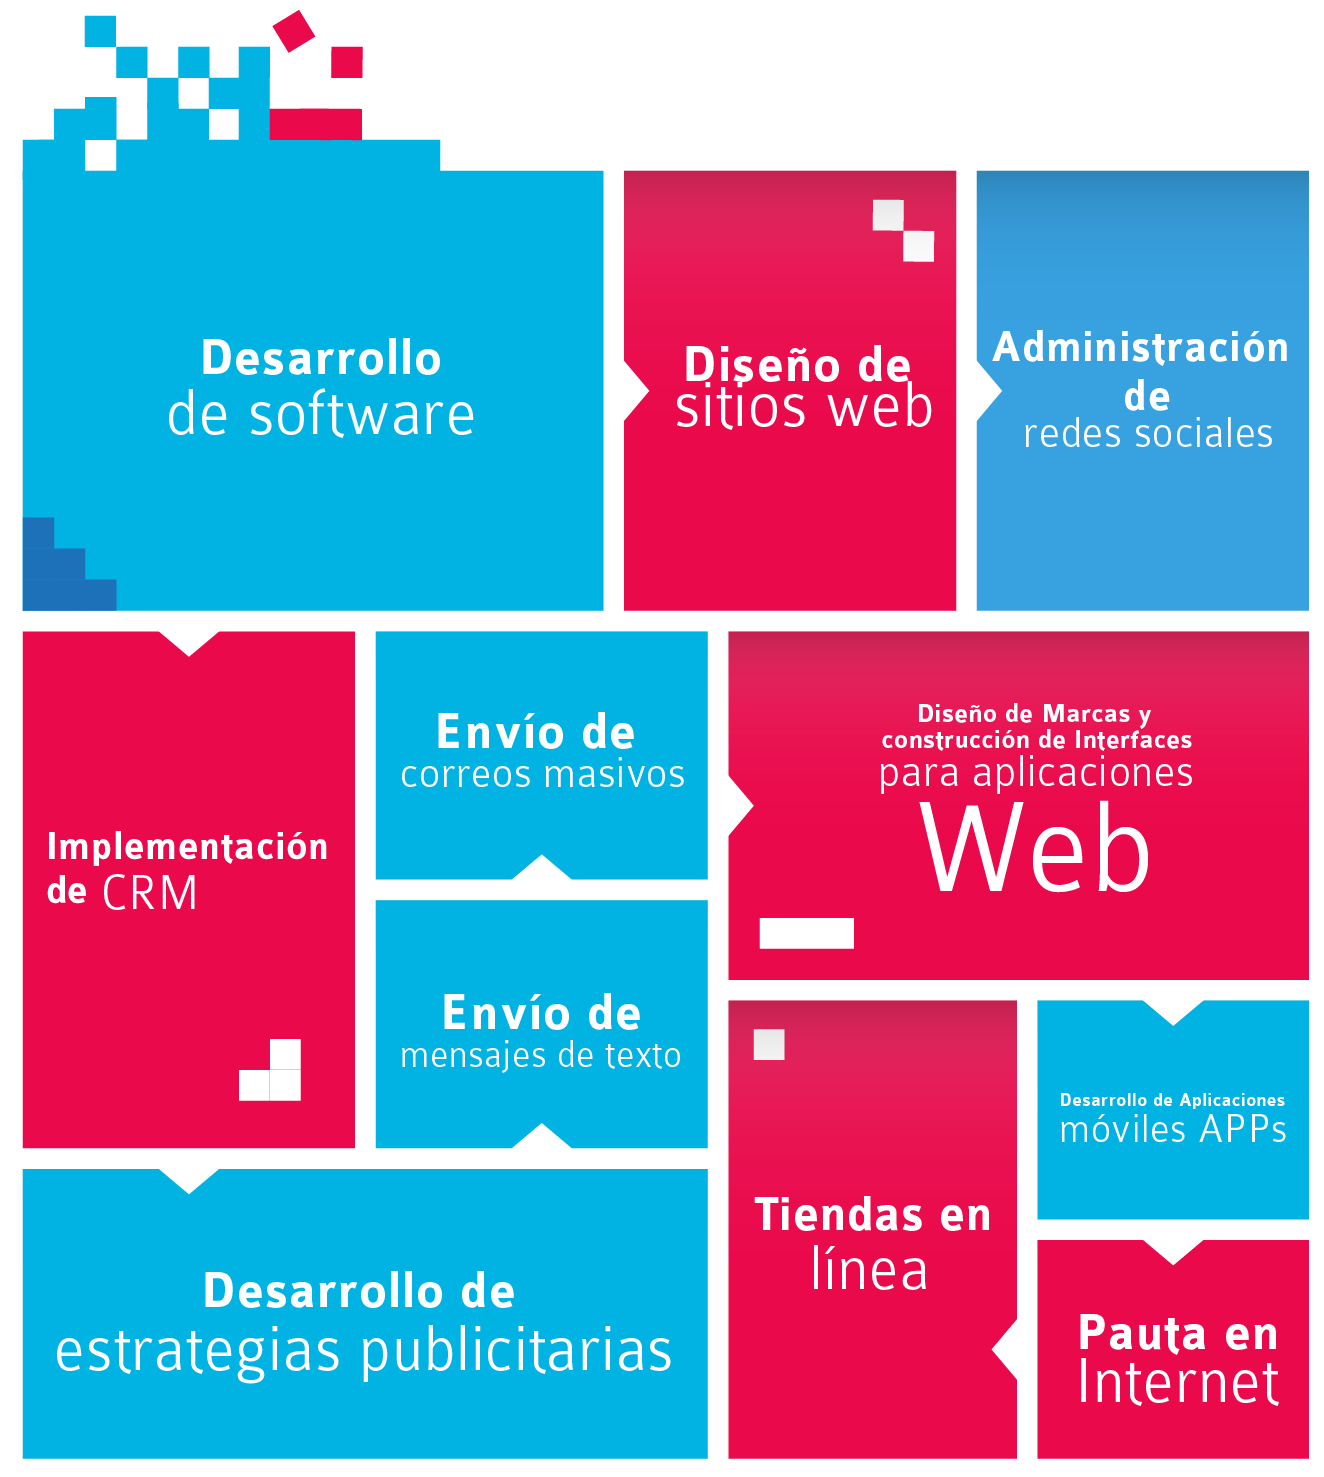 Desarrollo
de software
Diseño de
sitios web
Administración
de
redes sociales
Implementación
de CRM
Envío de
correos masivos
Envío de
mensajes de texto
Diseño de Marcas y
construcción de Interfaces
para aplicaciones
Web
Desarrollo de
estrategias publicitarias
Tiendas en
línea
Desarrollo de Aplicaciones
móviles APPs
Pauta en
Internet